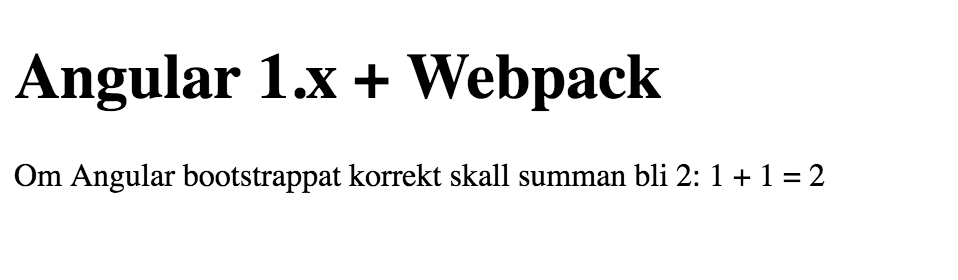 Angular 1.x + Webpack
Om Angular bootstrappat korrekt skall summan bli 2: 1 + 1 = 2